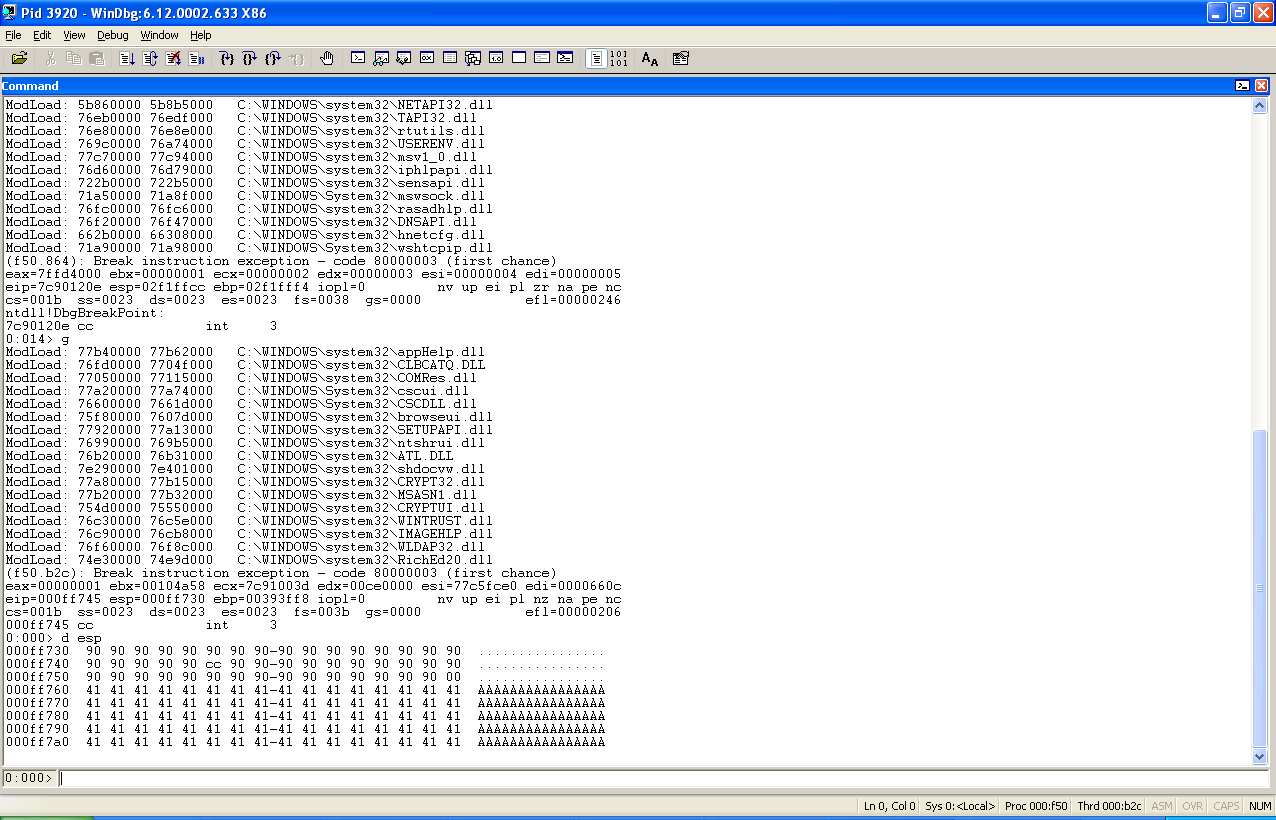 Pid 3920 - WinDbg:6.12.0002.633 X86
File Edit View Debug Window Help
Command
ModLoad: 5b860000 5b8b5000   C:\WINDOWS\system32\NETAPI32.dll
ModLoad: 76eb0000 76edf000   C:\WINDOWS\system32\TAPI32.dll
ModLoad: 76e80000 76e8e000   C:\WINDOWS\system32\rtutils.dll
ModLoad: 769c0000 76a74000   C:\WINDOWS\system32\USERENV.dll
ModLoad: 77c70000 77c94000   C:\WINDOWS\system32\msv1_0.dll
ModLoad: 76d60000 76d79000   C:\WINDOWS\system32\iphlpapi.dll
ModLoad: 722b0000 722b5000   C:\WINDOWS\system32\sensapi.dll
ModLoad: 71a50000 71a8f000   C:\WINDOWS\System32\mswsock.dll
ModLoad: 76fc0000 76fc6000   C:\WINDOWS\system32\rasadhlp.dll
ModLoad: 76f20000 76f47000   C:\WINDOWS\system32\DNSAPI.dll
ModLoad: 662b0000 66308000   C:\WINDOWS\system32\hnetcfg.dll
ModLoad: 71a90000 71a98000   C:\WINDOWS\System32\wshtcpip.dll
(f50.864): Break instruction exception - code 80000003 (first chance)
eax=7ffd4000 ebx=00000001 ecx=00000002 edx=00000003 esi=00000004 edi=00000005
eip=7c90120e esp=02f1ffcc ebp=02f1fff4 iopl=0         nv up ei pl zr na pe nc
cs=001b  ss=0023  ds=0023  es=0023  fs=0038  gs=0000             efl=00000246
ntdll!DbgBreakPoint:
7c90120e cc              int     3
0:014> g
ModLoad: 77b40000 77b62000   C:\WINDOWS\system32\appHelp.dll
ModLoad: 76fd0000 7704f000   C:\WINDOWS\system32\CLBCATQ.DLL
ModLoad: 77050000 77115000   C:\WINDOWS\system32\COMRes.dll
ModLoad: 77a20000 77a74000   C:\WINDOWS\System32\cscui.dll
ModLoad: 76600000 7661d000   C:\WINDOWS\System32\CSCDLL.dll
ModLoad: 75f80000 7607d000   C:\WINDOWS\system32\browseui.dll
ModLoad: 77920000 77a13000   C:\WINDOWS\system32\SETUPAPI.dll
ModLoad: 76990000 769b5000   C:\WINDOWS\system32\ntshrui.dll
ModLoad: 76b20000 76b31000   C:\WINDOWS\system32\ATL.DLL
ModLoad: 7e290000 7e401000   C:\WINDOWS\system32\shdocvw.dll
ModLoad: 77a80000 77b15000   C:\WINDOWS\system32\CRYPT32.dll
ModLoad: 77b20000 77b32000   C:\WINDOWS\system32\MSASN1.dll
ModLoad: 754d0000 75550000   C:\WINDOWS\system32\CRYPTUI.dll
ModLoad: 76c30000 76c5e000   C:\WINDOWS\system32\WINTRUST.dll
ModLoad: 76c90000 76cb8000   C:\WINDOWS\system32\IMAGEHLP.dll
ModLoad: 76f60000 76f8c000   C:\WINDOWS\system32\WLDAP32.dll
ModLoad: 74e30000 74e9d000   C:\WINDOWS\system32\RichEd20.dll
(f50.b2c): Break instruction exception - code 80000003 (first chance)
eax=00000001 ebx=00104a58 ecx=7c91003d edx=00ce0000 esi=77c5fce0 edi=0000660c
eip=000ff745 esp=000ff730 ebp=00393ff8 iopl=0         nv up ei pl nz na pe nc
cs=001b  ss=0023  ds=0023  es=0023  fs=003b  gs=0000             efl=00000206
000ff745 cc              int     3
0:000> d esp
000ff730  90 90 90 90 90 90 90 90-90 90 90 90 90 90 90 90  ................
000ff740  90 90 90 90 90 cc 90 90-90 90 90 90 90 90 90 90  ................
000ff750  90 90 90 90 90 90 90 90-90 90 90 90 90 90 90 00  ................
000ff760  41 41 41 41 41 41 41 41-41 41 41 41 41 41 41 41  AAAAAAAAAAAAAAAA
000ff770  41 41 41 41 41 41 41 41-41 41 41 41 41 41 41 41  AAAAAAAAAAAAAAAA
000ff780  41 41 41 41 41 41 41 41-41 41 41 41 41 41 41 41  AAAAAAAAAAAAAAAA
000ff790  41 41 41 41 41 41 41 41-41 41 41 41 41 41 41 41  AAAAAAAAAAAAAAAA
000ff7a0  41 41 41 41 41 41 41 41-41 41 41 41 41 41 41 41  AAAAAAAAAAAAAAAA
0:000>
Ln 0, Col 0 Sys 0:<Local> Proc 000:f50 Thrd 000:b2c ASM OVR CAPS NUM